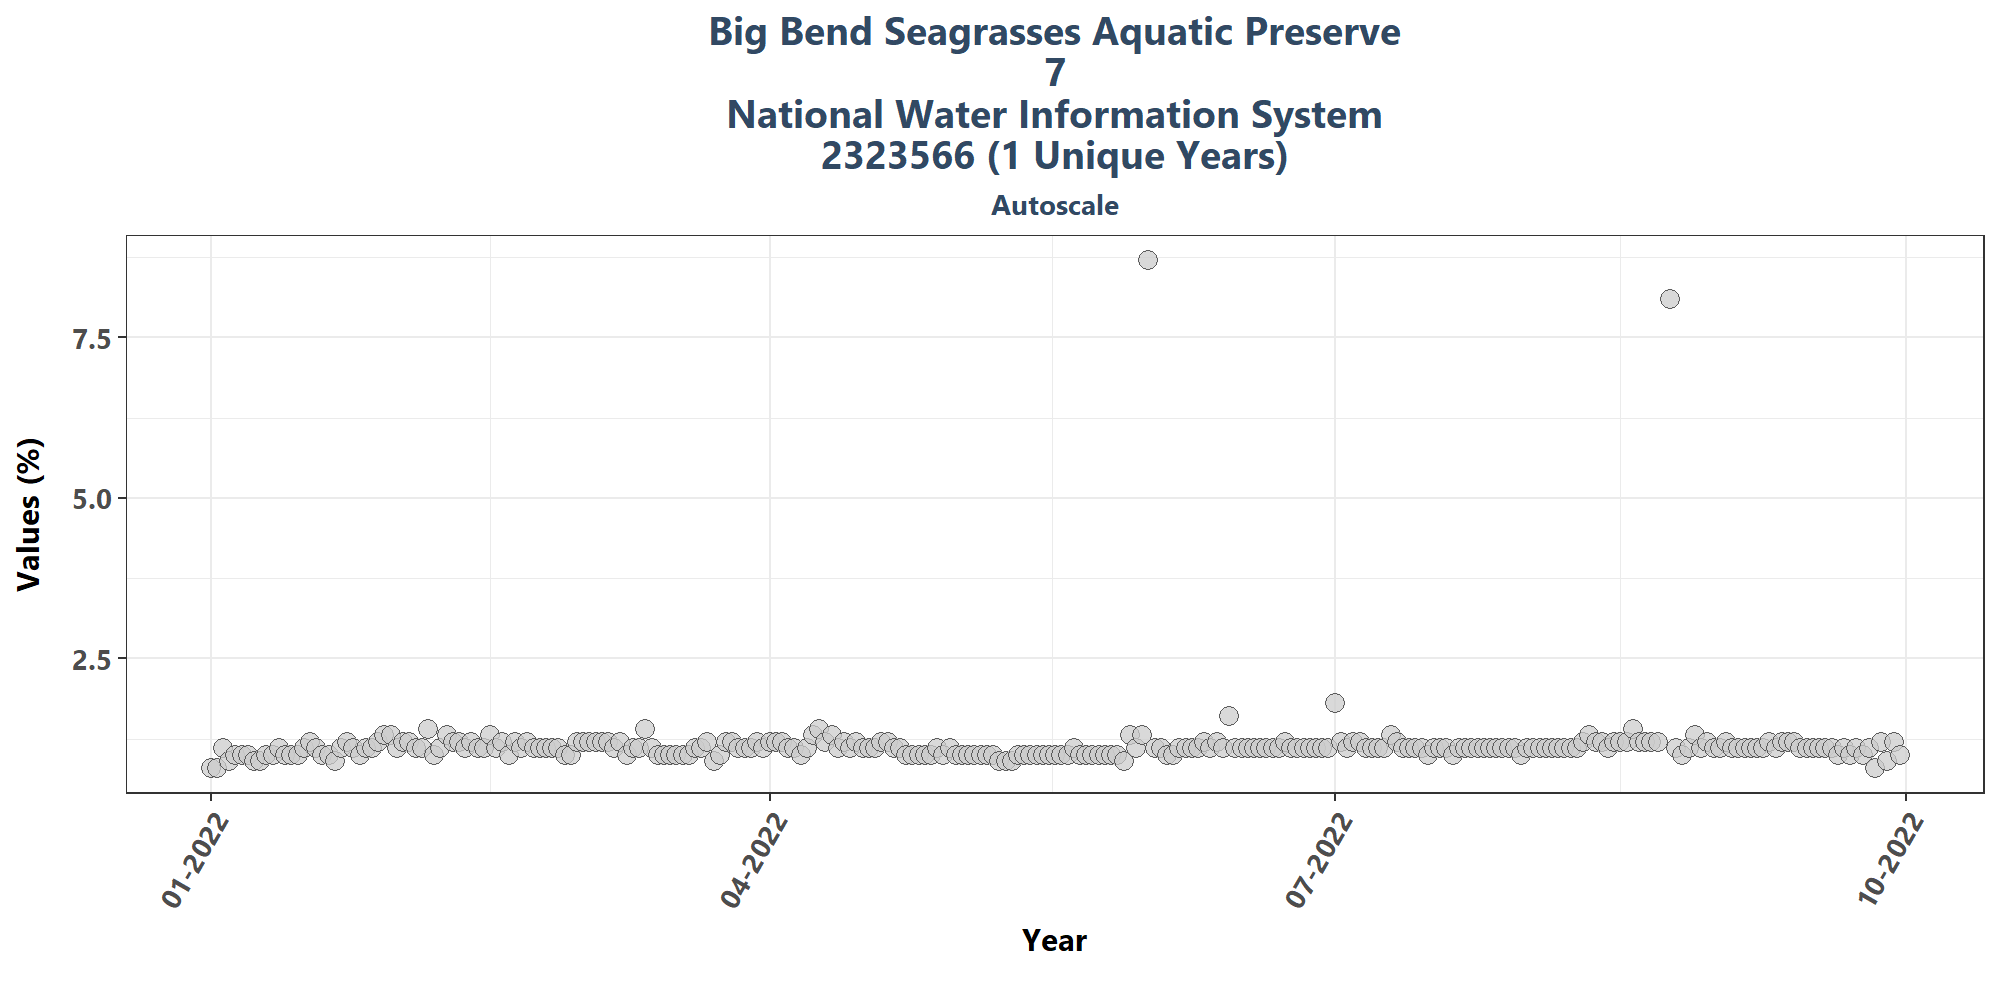 Big Bend Seagrasses Aquatic Preserve
7
National Water Information System
2323566 (1 Unique Years)
Autoscale
Values (%)
7.5
5.0
2.5
01-2022
04-2022
07-2022
10-2022
Year